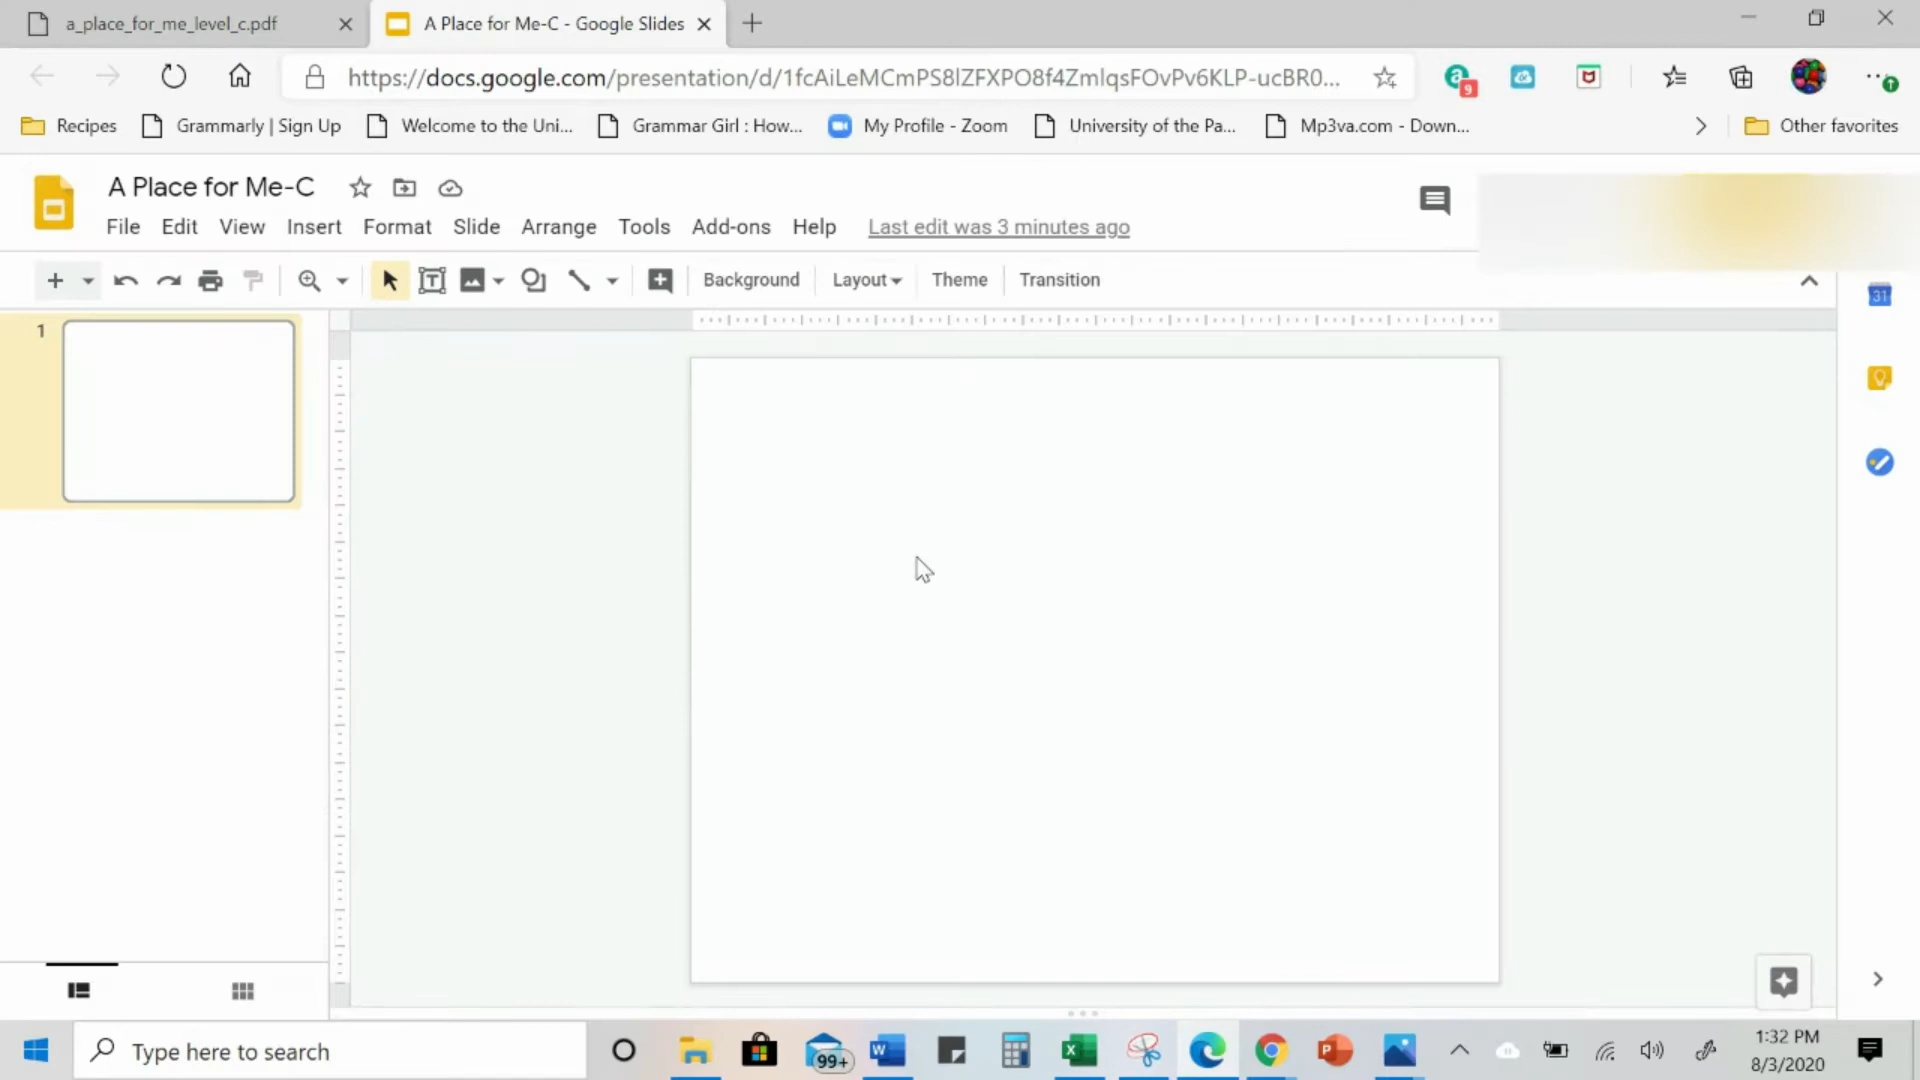 a_place_for_me_level_c.pdf
A Place for Me-C - Google Slides
https://docs.google.com/presentation/d/1fcAiLeMCmPS8lZFXPO8f4ZmlqsFOvPv6KLP-ucBR0...
9
Recipes
Grammarly | Sign Up
Welcome to the Uni...
Grammar Girl : How...
My Profile - Zoom
University of the Pa...
Mp3va.com - Down...
Other favorites
A Place for Me-C
File Edit View Insert Format Slide Arrange Tools Add-ons Help Last edit was 3 minutes ago
Background Layout Theme Transition
31
1
Type here to search
99+
1:32 PM
8/3/2020